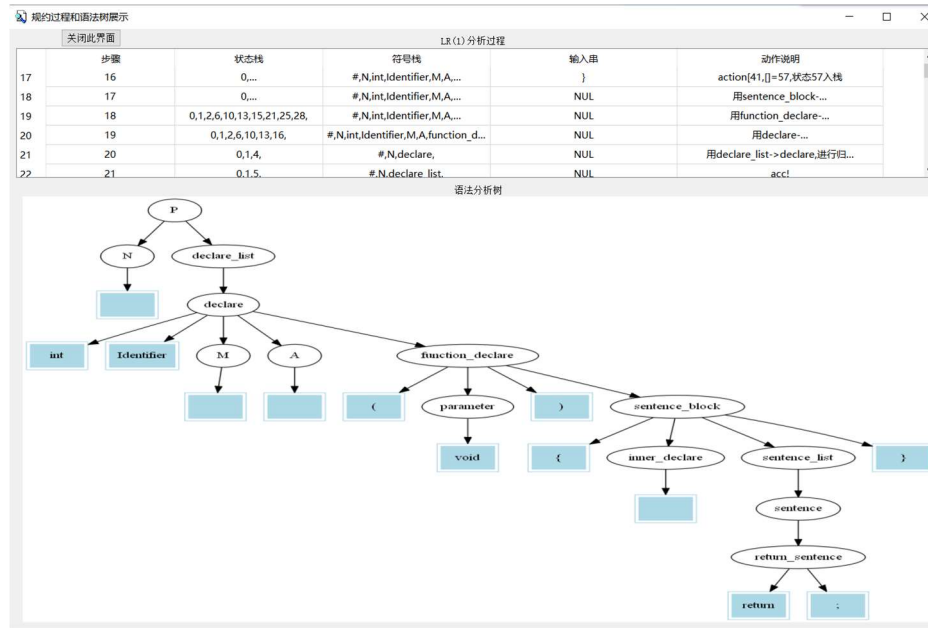 规约过程和语法树展示
关闭此界面
LR(1)分析过程
步骤 状态栈 符号栈 输入串 动作说明
17 16 0,... #,N,int,Identifier,M,A,... } action[41,[]=57,状态57入栈
18 17 0,... #,N,int,Identifier,M,A,... NUL 用sentence_block-...
19 18 0,1,2,6,10,13,15,21,25,28, #,N,int,Identifier,M,A,... NUL 用function_declare-...
20 19 0,1,2,6,10,13,16, #,N,int,Identifier,M,A,function_d... NUL 用declare-...
21 20 0,1,4, #,N,declare, NUL 用declare_list->declare,进行归...
22 21 0,1,5, #,N,declare_list, NUL acc!
语法分析树
P
N declare_list
declare
int Identifier M A function_declare
( parameter ) sentence_block
void { inner_declare sentence_list }
sentence
return_sentence
return ;